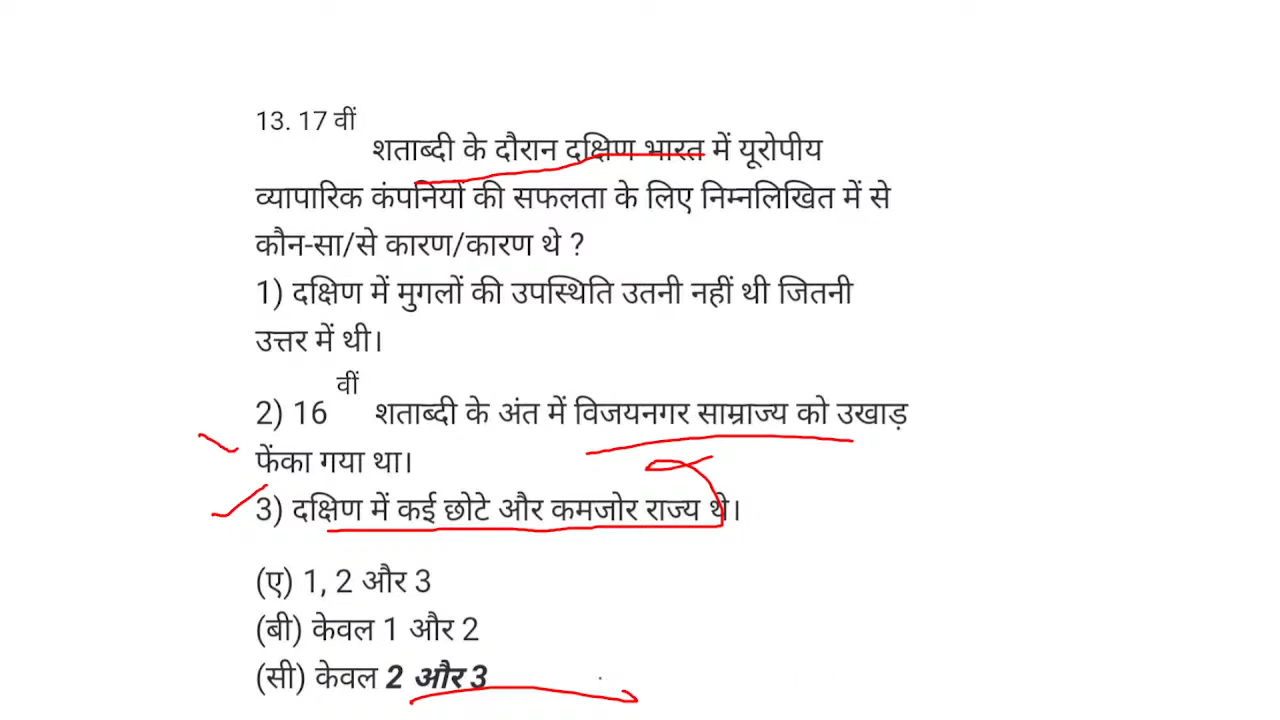 13. 17 वीं
शताब्दी के दौरान दक्षिण भारत में यूरोपीय
व्यापारिक कंपनियों की सफलता के लिए निम्नलिखित में से
कौन-सा/से कारण/कारण थे ?
1) दक्षिण में मुगलों की उपस्थिति उतनी नहीं थी जितनी
उत्तर में थी।
वीं
2) 16 शताब्दी के अंत में विजयनगर साम्राज्य को उखाड़
फेंका गया था।
3) दक्षिण में कई छोटे और कमजोर राज्य थे।
(ए) 1, 2 और 3
(बी) केवल 1 और 2
(सी) केवल 2 और 3